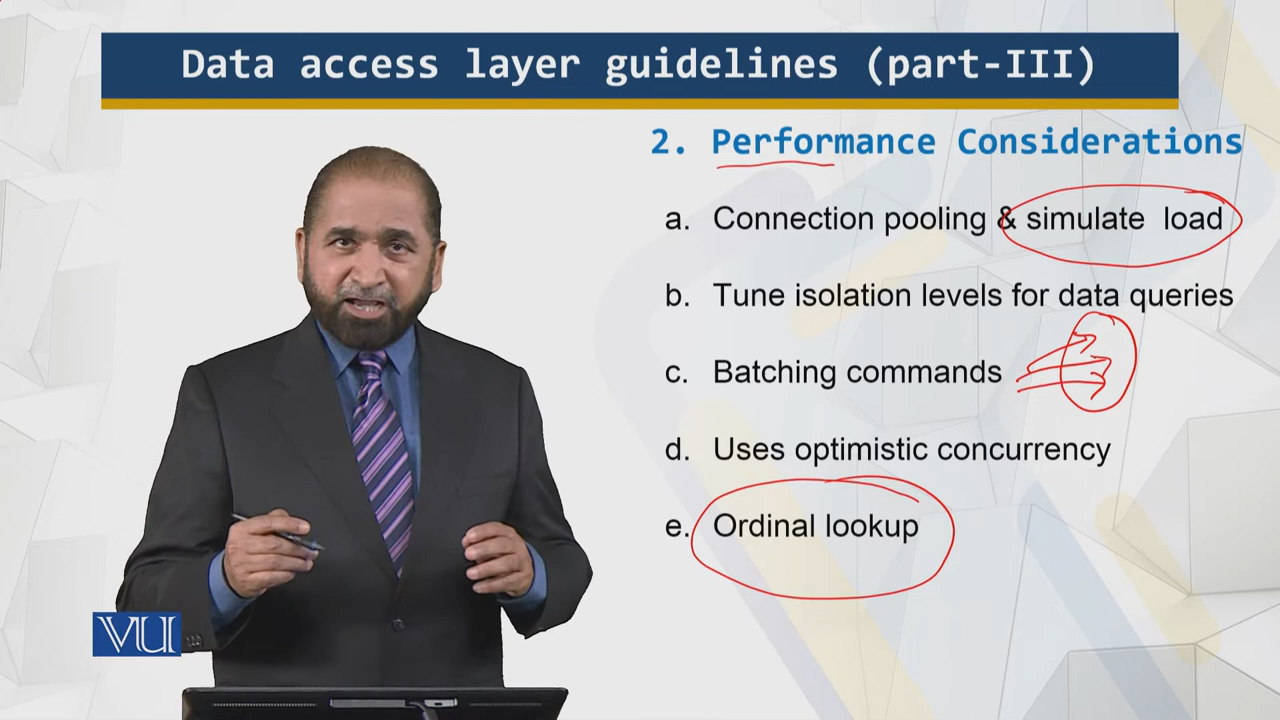 Data access layer guidelines (part-III)
2. Performance Considerations
a. Connection pooling & simulate load
b. Tune isolation levels for data queries
c. Batching commands
d. Uses optimistic concurrency
e. Ordinal lookup
VU